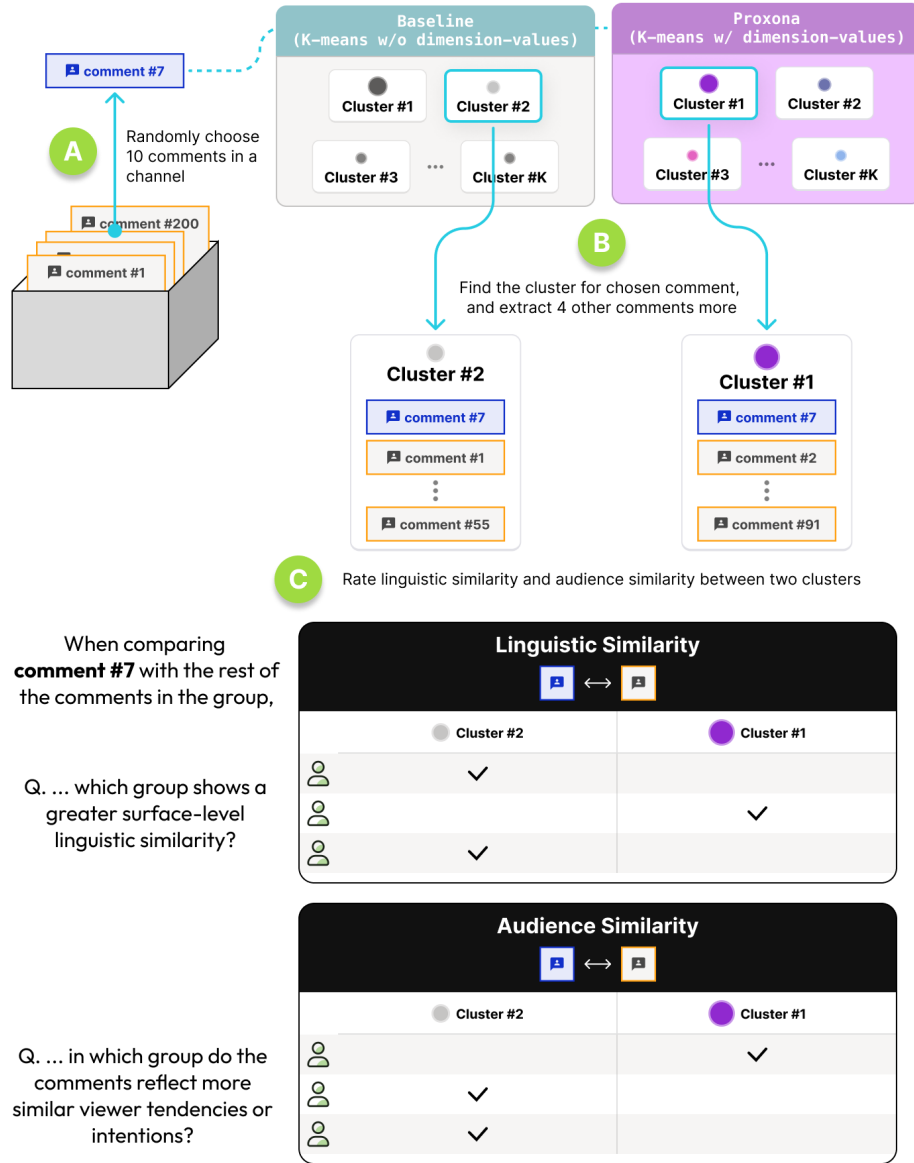 Baseline
(K-means w/o dimension-values)
Proxona
(K-means w/ dimension-values)
comment #7
Cluster #1
Cluster #2
Cluster #3
...
Cluster #K
Cluster #1
Cluster #2
Cluster #3
...
Cluster #K
A
Randomly choose
10 comments in a
channel
comment #200
comment #1
B
Find the cluster for chosen comment,
and extract 4 other comments more
Cluster #2
comment #7
comment #1
comment #55
Cluster #1
comment #7
comment #2
comment #91
C
Rate linguistic similarity and audience similarity between two clusters
When comparing
comment #7 with the rest of
the comments in the group,
Linguistic Similarity
Cluster #2
Cluster #1
Q. ... which group shows a
greater surface-level
linguistic similarity?
Audience Similarity
Cluster #2
Cluster #1
Q. ... in which group do the
comments reflect more
similar viewer tendencies or
intentions?